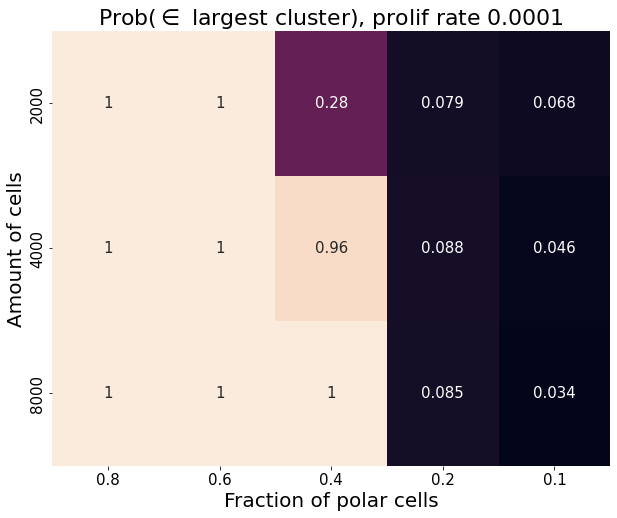 Prob(∈ largest cluster), prolif rate 0.0001
Amount of cells
2000
1 1 0.28 0.079 0.068
4000
1 1 0.96 0.088 0.046
8000
1 1 1 0.085 0.034
0.8 0.6 0.4 0.2 0.1
Fraction of polar cells